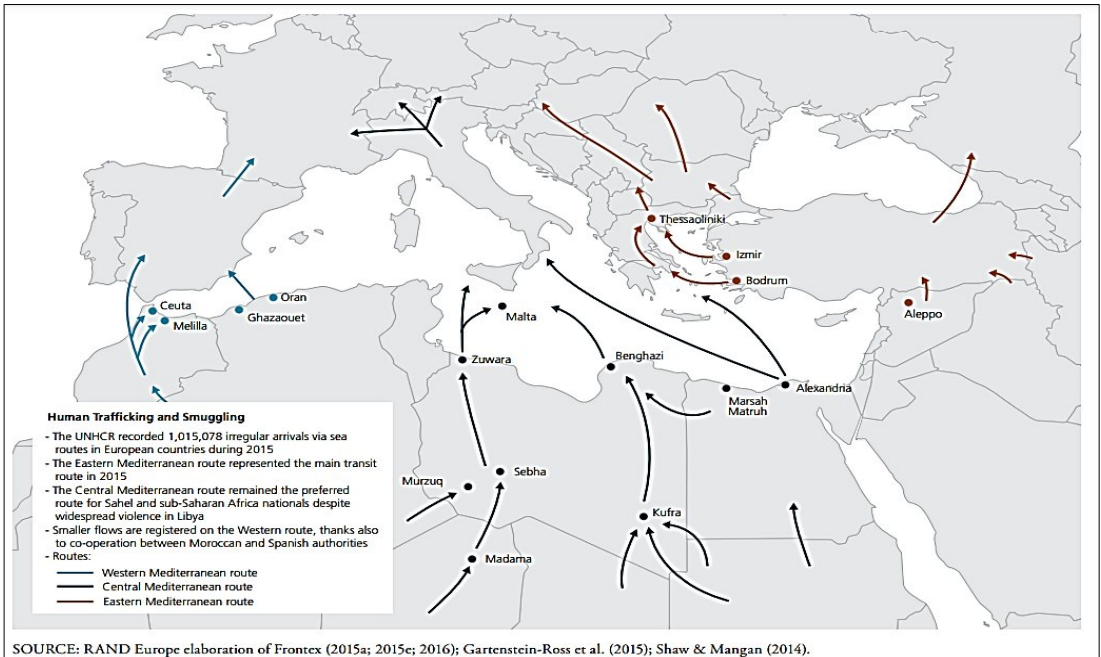 Thessaoliniki
Izmir
Bodrum
Aleppo
Ceuta
Melilla
Oran
Ghazaouet
Malta
Zuwara
Benghazi
Alexandria
Marsah
Matruh
Sebha
Murzuq
Kufra
Madama
Human Trafficking and Smuggling
- The UNHCR recorded 1,015,078 irregular arrivals via sea
routes in European countries during 2015
- The Eastern Mediterranean route represented the main transit
route in 2015
- The Central Mediterranean route remained the preferred
route for Sahel and sub-Saharan Africa nationals despite
widespread violence in Libya
- Smaller flows are registered on the Western route, thanks also
to co-operation between Moroccan and Spanish authorities
- Routes:
Western Mediterranean route
Central Mediterranean route
Eastern Mediterranean route
SOURCE: RAND Europe elaboration of Frontex (2015a; 2015e; 2016); Gartenstein-Ross et al. (2015); Shaw & Mangan (2014).